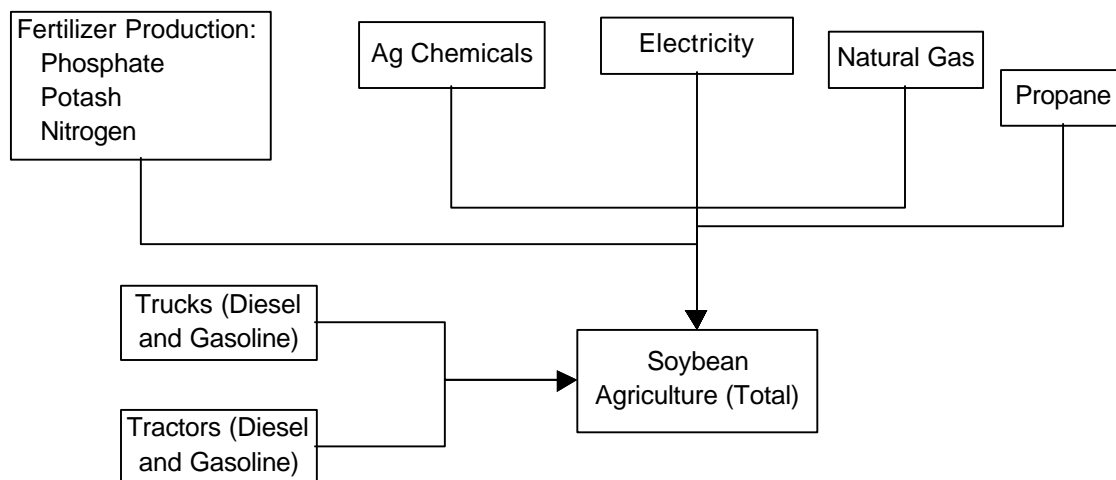 Fertilizer Production:
Phosphate
Potash
Nitrogen
Ag Chemicals
Electricity
Natural Gas
Propane
Trucks (Diesel
and Gasoline)
Tractors (Diesel
and Gasoline)
Soybean
Agriculture (Total)